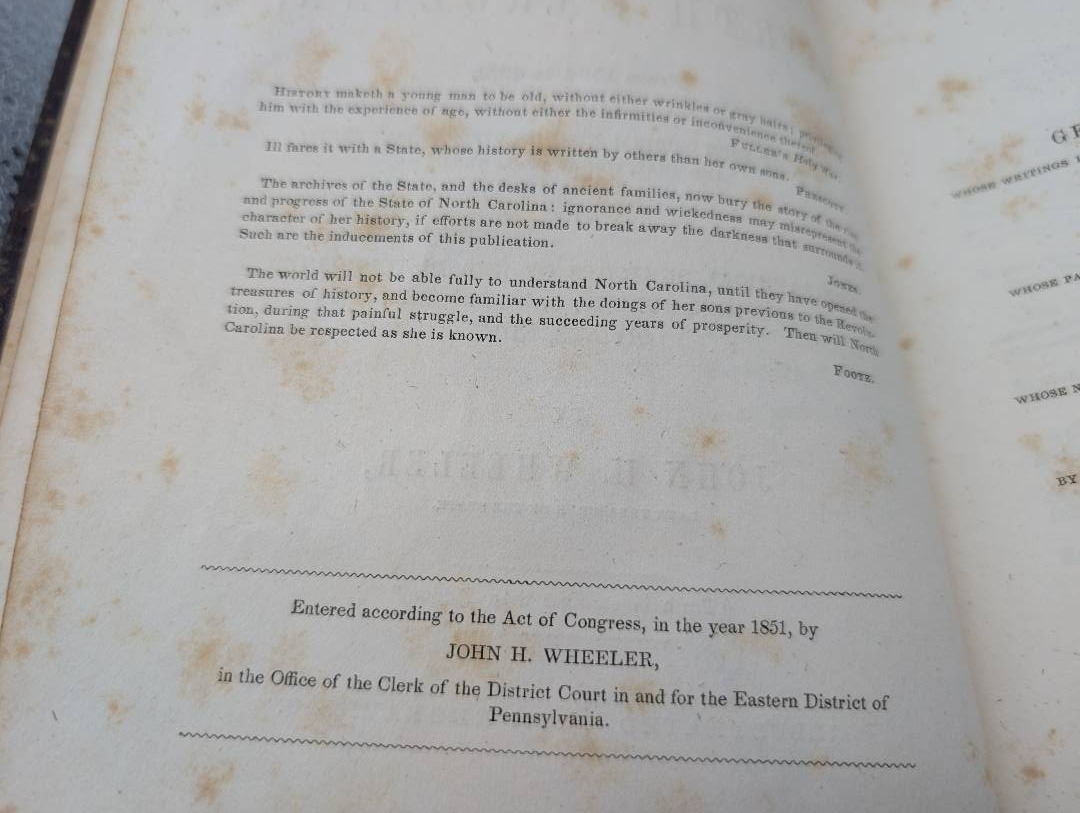 HISTORY maketh a young man to be old, without either wrinkles or gray hairs;
him with the experience of age, without either the infirmities or inconvenience thereof.
FULLER'S Holy War.
Ill fares it with a State, whose history is written by others than her own sons.
The archives of the State, and the desks of ancient families, now bury the story of the
and progress of the State of North Carolina: ignorance and wickedness may misrepresent the
character of her history, if efforts are not made to break away the darkness that surrounds it.
Such are the inducements of this publication.
JONES.
The world will not be able fully to understand North Carolina, until they have opened the
treasures of history, and become familiar with the doings of her sons previous to the Revolu-
tion, during that painful struggle, and the succeeding years of prosperity. Then will North
Carolina be respected as she is known.
FOOTE.
JOHN H. WHEELER,
Entered according to the Act of Congress, in the year 1851, by
JOHN H. WHEELER,
in the Office of the Clerk of the District Court in and for the Eastern District of
Pennsylvania.
WHOSE WRITINGS
WHOSE PA
WHOSE N
BY